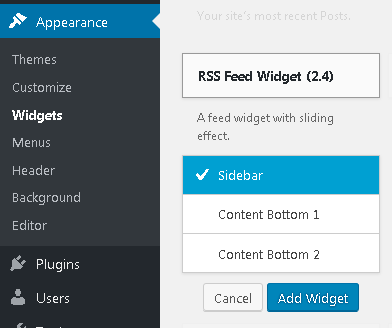 Appearance
Themes
Customize
Widgets
Menus
Header
Background
Editor
Plugins
Users
Your site's most recent Posts.
RSS Feed Widget (2.4)
A feed widget with sliding
effect.
Sidebar
Content Bottom 1
Content Bottom 2
Cancel
Add Widget